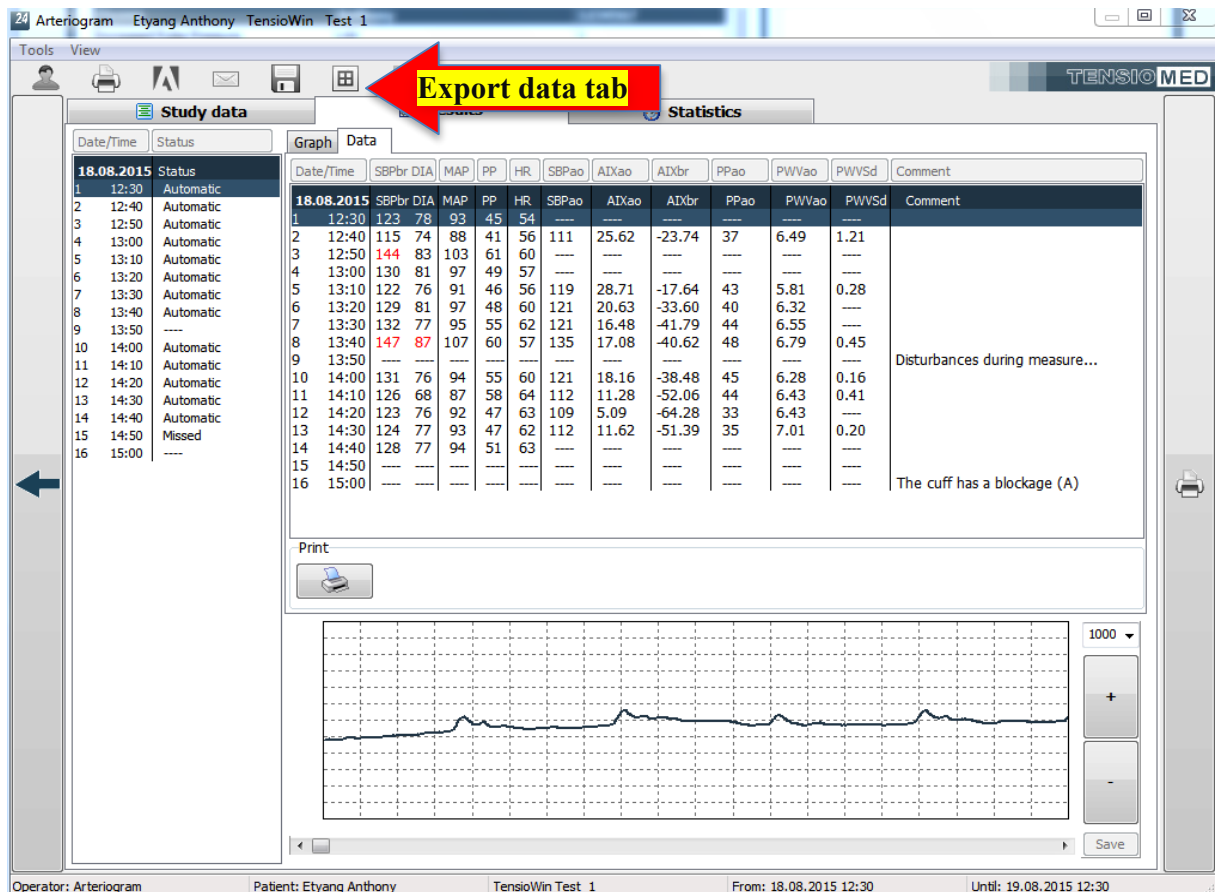 24 Arteriogram Etyang Anthony TensioWin Test 1
Tools View
TENSIOMED
Export data tab
Study data Statistics
Date/Time Status
18.08.2015 Status
1 12:30 Automatic
2 12:40 Automatic
3 12:50 Automatic
4 13:00 Automatic
5 13:10 Automatic
6 13:20 Automatic
7 13:30 Automatic
8 13:40 Automatic
9 13:50 ----
10 14:00 Automatic
11 14:10 Automatic
12 14:20 Automatic
13 14:30 Automatic
14 14:40 Automatic
15 14:50 Missed
16 15:00 ----
Graph Data
Date/Time SBPbr DIA MAP PP HR SBPao AIXao AIXbr PPao PWVao PWVSd Comment
18.08.2015 SBPbr DIA MAP PP HR SBPao AIXao AIXbr PPao PWVao PWVSd Comment
1 12:30 123 78 93 45 54 ---- ---- ---- ---- ---- ----
2 12:40 115 74 88 41 56 111 25.62 -23.74 37 6.49 1.21
3 12:50 144 83 103 61 60 ---- ---- ---- ---- ---- ----
4 13:00 130 81 97 49 57 ---- ---- ---- ---- ---- ----
5 13:10 122 76 91 46 56 119 28.71 -17.64 43 5.81 0.28
6 13:20 129 81 97 48 60 121 20.63 -33.60 40 6.32 ----
7 13:30 132 77 95 55 62 121 16.48 -41.79 44 6.55 ----
8 13:40 147 87 107 60 57 135 17.08 -40.62 48 6.79 0.45
9 13:50 ---- ---- ---- ---- ---- ---- ---- ---- ---- ---- ---- Disturbances during measure...
10 14:00 131 76 94 55 60 121 18.16 -38.48 45 6.28 0.16
11 14:10 126 68 87 58 64 112 11.28 -52.06 44 6.43 0.41
12 14:20 123 76 92 47 63 109 5.09 -64.28 33 6.43 ----
13 14:30 124 77 93 47 62 112 11.62 -51.39 35 7.01 0.20
14 14:40 128 77 94 51 63 ---- ---- ---- ---- ---- ----
15 14:50 ---- ---- ---- ---- ---- ---- ---- ---- ---- ---- ----
16 15:00 ---- ---- ---- ---- ---- ---- ---- ---- ---- ---- ---- The cuff has a blockage (A)
Print
1000
+
-
Save
Operator: Arteriogram Patient: Etyang Anthony TensioWin Test 1 From: 18.08.2015 12:30 Until: 19.08.2015 12:30